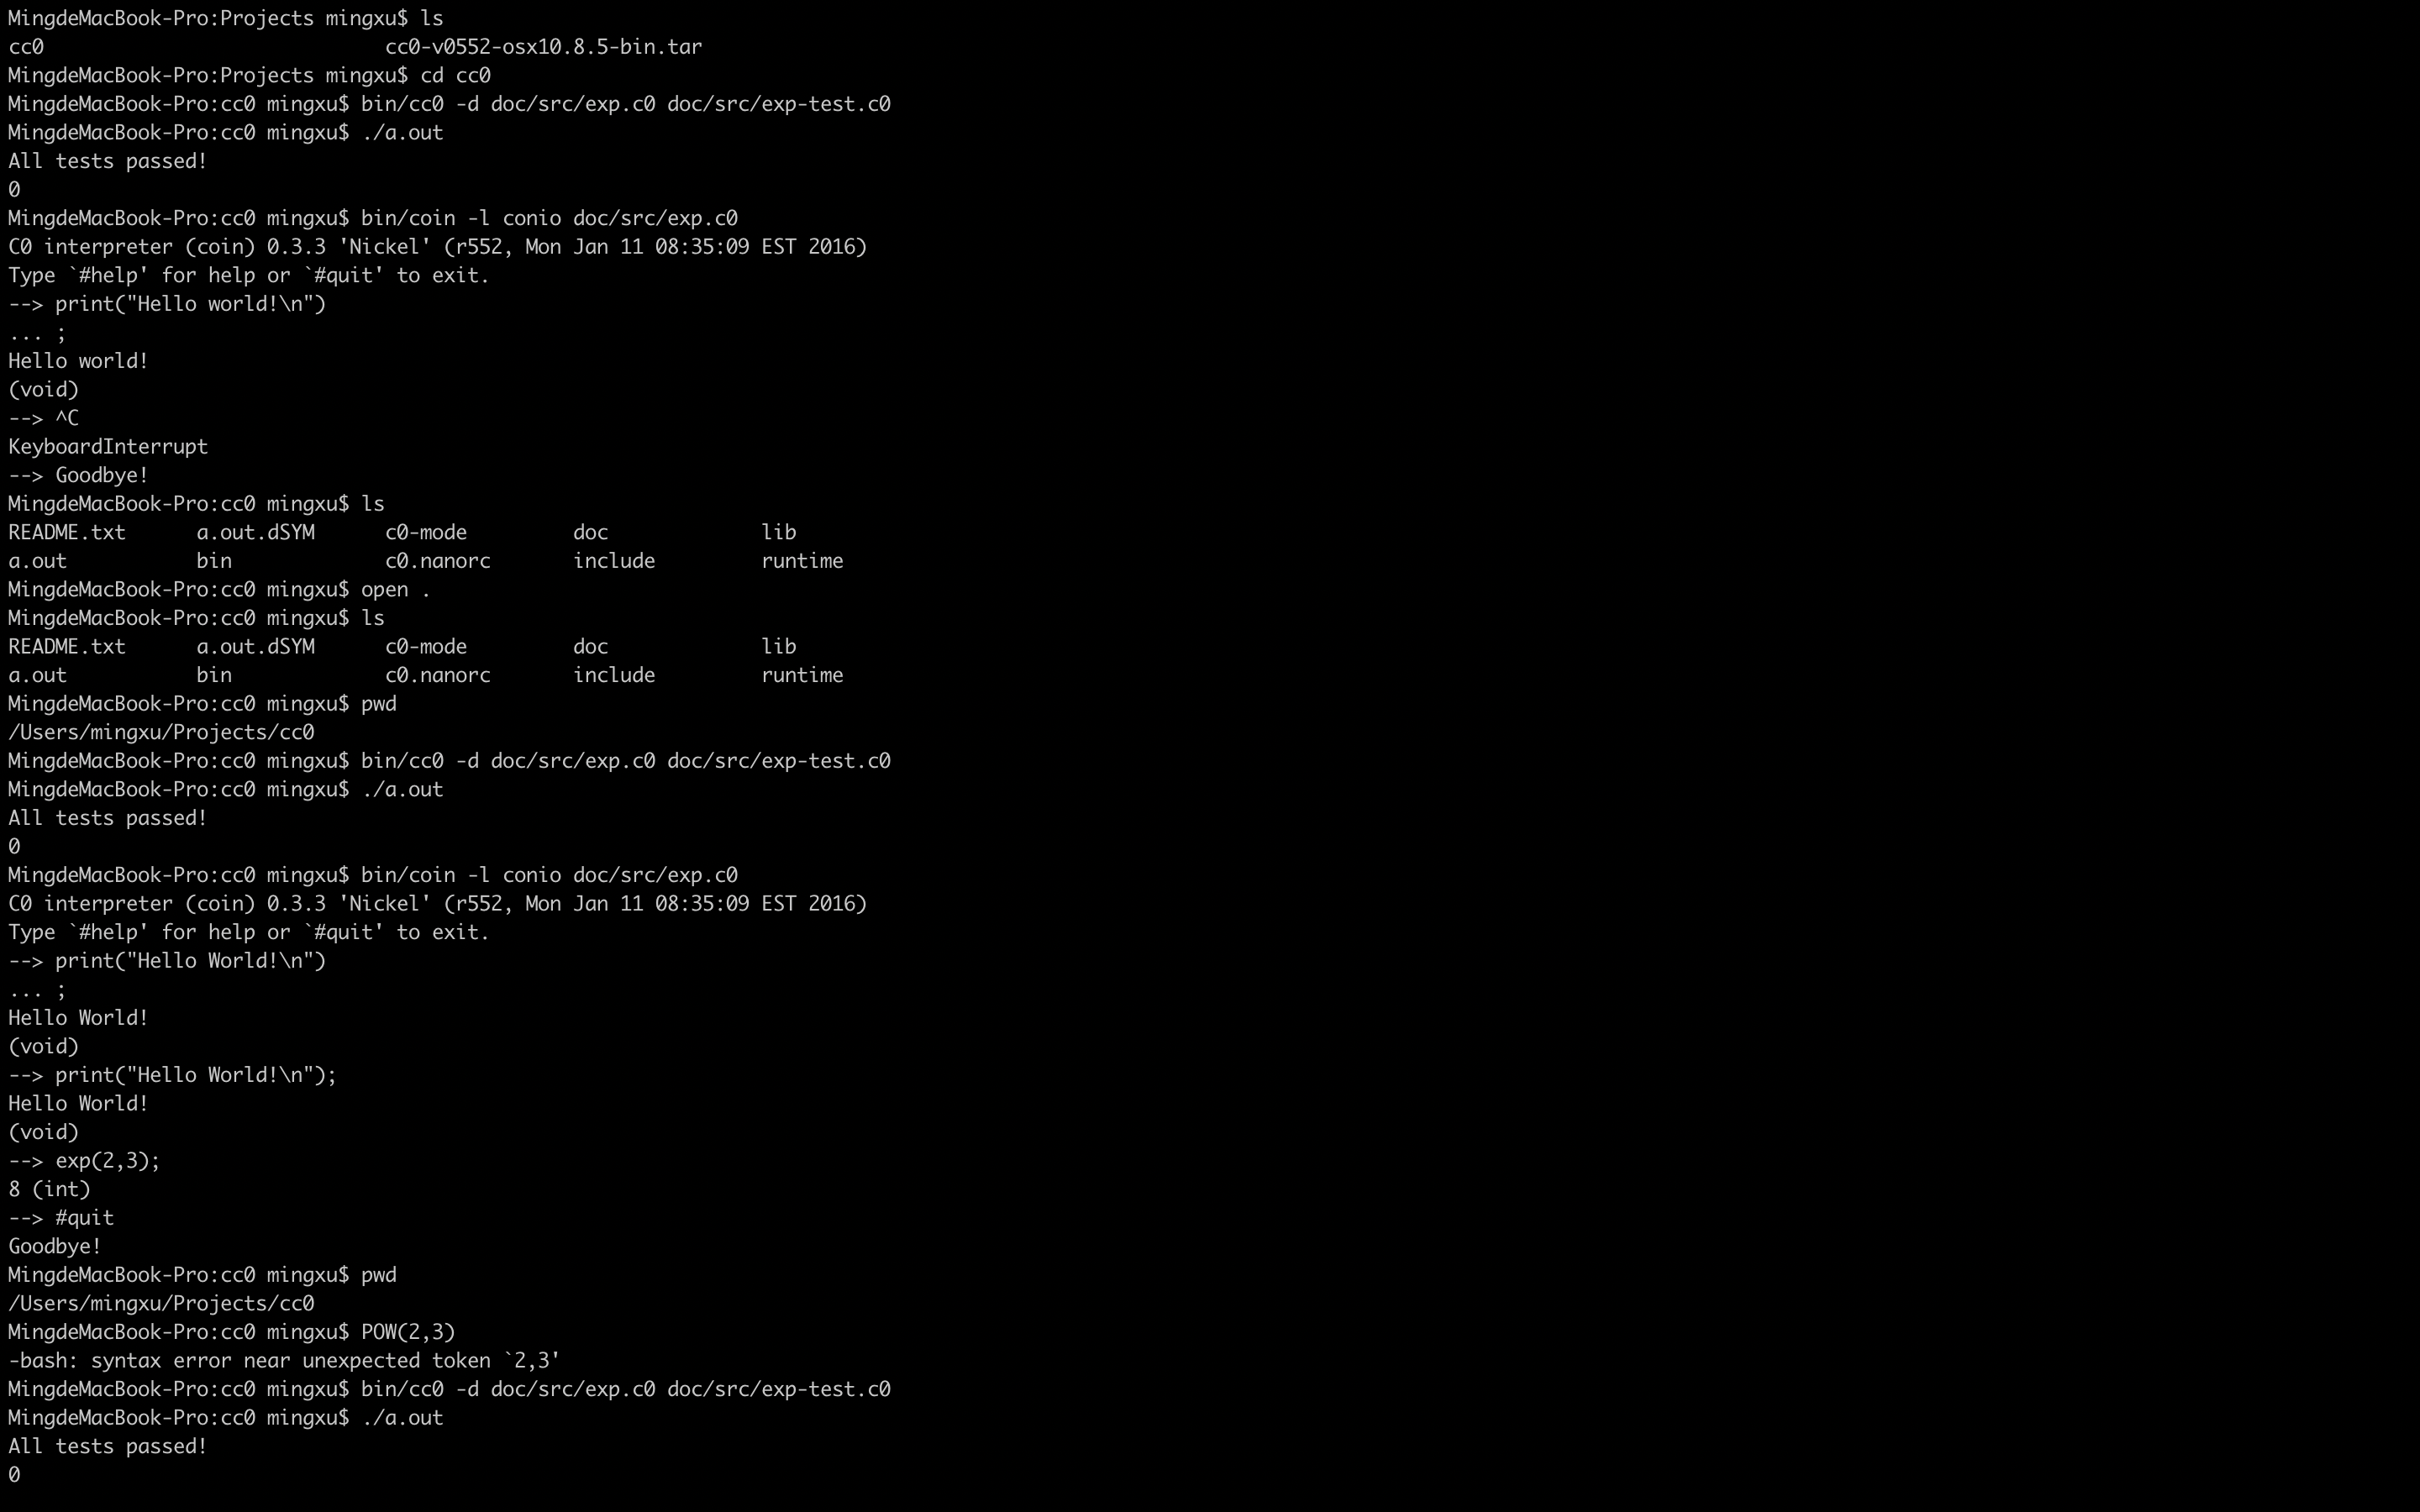 MingdeMacBook-Pro:Projects mingxu$ ls
cc0                             cc0-v0552-osx10.8.5-bin.tar
MingdeMacBook-Pro:Projects mingxu$ cd cc0
MingdeMacBook-Pro:cc0 mingxu$ bin/cc0 -d doc/src/exp.c0 doc/src/exp-test.c0
MingdeMacBook-Pro:cc0 mingxu$ ./a.out
All tests passed!
0
MingdeMacBook-Pro:cc0 mingxu$ bin/coin -l conio doc/src/exp.c0
C0 interpreter (coin) 0.3.3 'Nickel' (r552, Mon Jan 11 08:35:09 EST 2016)
Type `#help' for help or `#quit' to exit.
--> print("Hello world!\n")
... ;
Hello world!
(void)
--> ^C
KeyboardInterrupt
--> Goodbye!
MingdeMacBook-Pro:cc0 mingxu$ ls
README.txt      a.out.dSYM      c0-mode         doc             lib
a.out           bin             c0.nanorc       include         runtime
MingdeMacBook-Pro:cc0 mingxu$ open .
MingdeMacBook-Pro:cc0 mingxu$ ls
README.txt      a.out.dSYM      c0-mode         doc             lib
a.out           bin             c0.nanorc       include         runtime
MingdeMacBook-Pro:cc0 mingxu$ pwd
/Users/mingxu/Projects/cc0
MingdeMacBook-Pro:cc0 mingxu$ bin/cc0 -d doc/src/exp.c0 doc/src/exp-test.c0
MingdeMacBook-Pro:cc0 mingxu$ ./a.out
All tests passed!
0
MingdeMacBook-Pro:cc0 mingxu$ bin/coin -l conio doc/src/exp.c0
C0 interpreter (coin) 0.3.3 'Nickel' (r552, Mon Jan 11 08:35:09 EST 2016)
Type `#help' for help or `#quit' to exit.
--> print("Hello World!\n")
... ;
Hello World!
(void)
--> print("Hello World!\n");
Hello World!
(void)
--> exp(2,3);
8 (int)
--> #quit
Goodbye!
MingdeMacBook-Pro:cc0 mingxu$ pwd
/Users/mingxu/Projects/cc0
MingdeMacBook-Pro:cc0 mingxu$ POW(2,3)
-bash: syntax error near unexpected token `2,3'
MingdeMacBook-Pro:cc0 mingxu$ bin/cc0 -d doc/src/exp.c0 doc/src/exp-test.c0
MingdeMacBook-Pro:cc0 mingxu$ ./a.out
All tests passed!
0